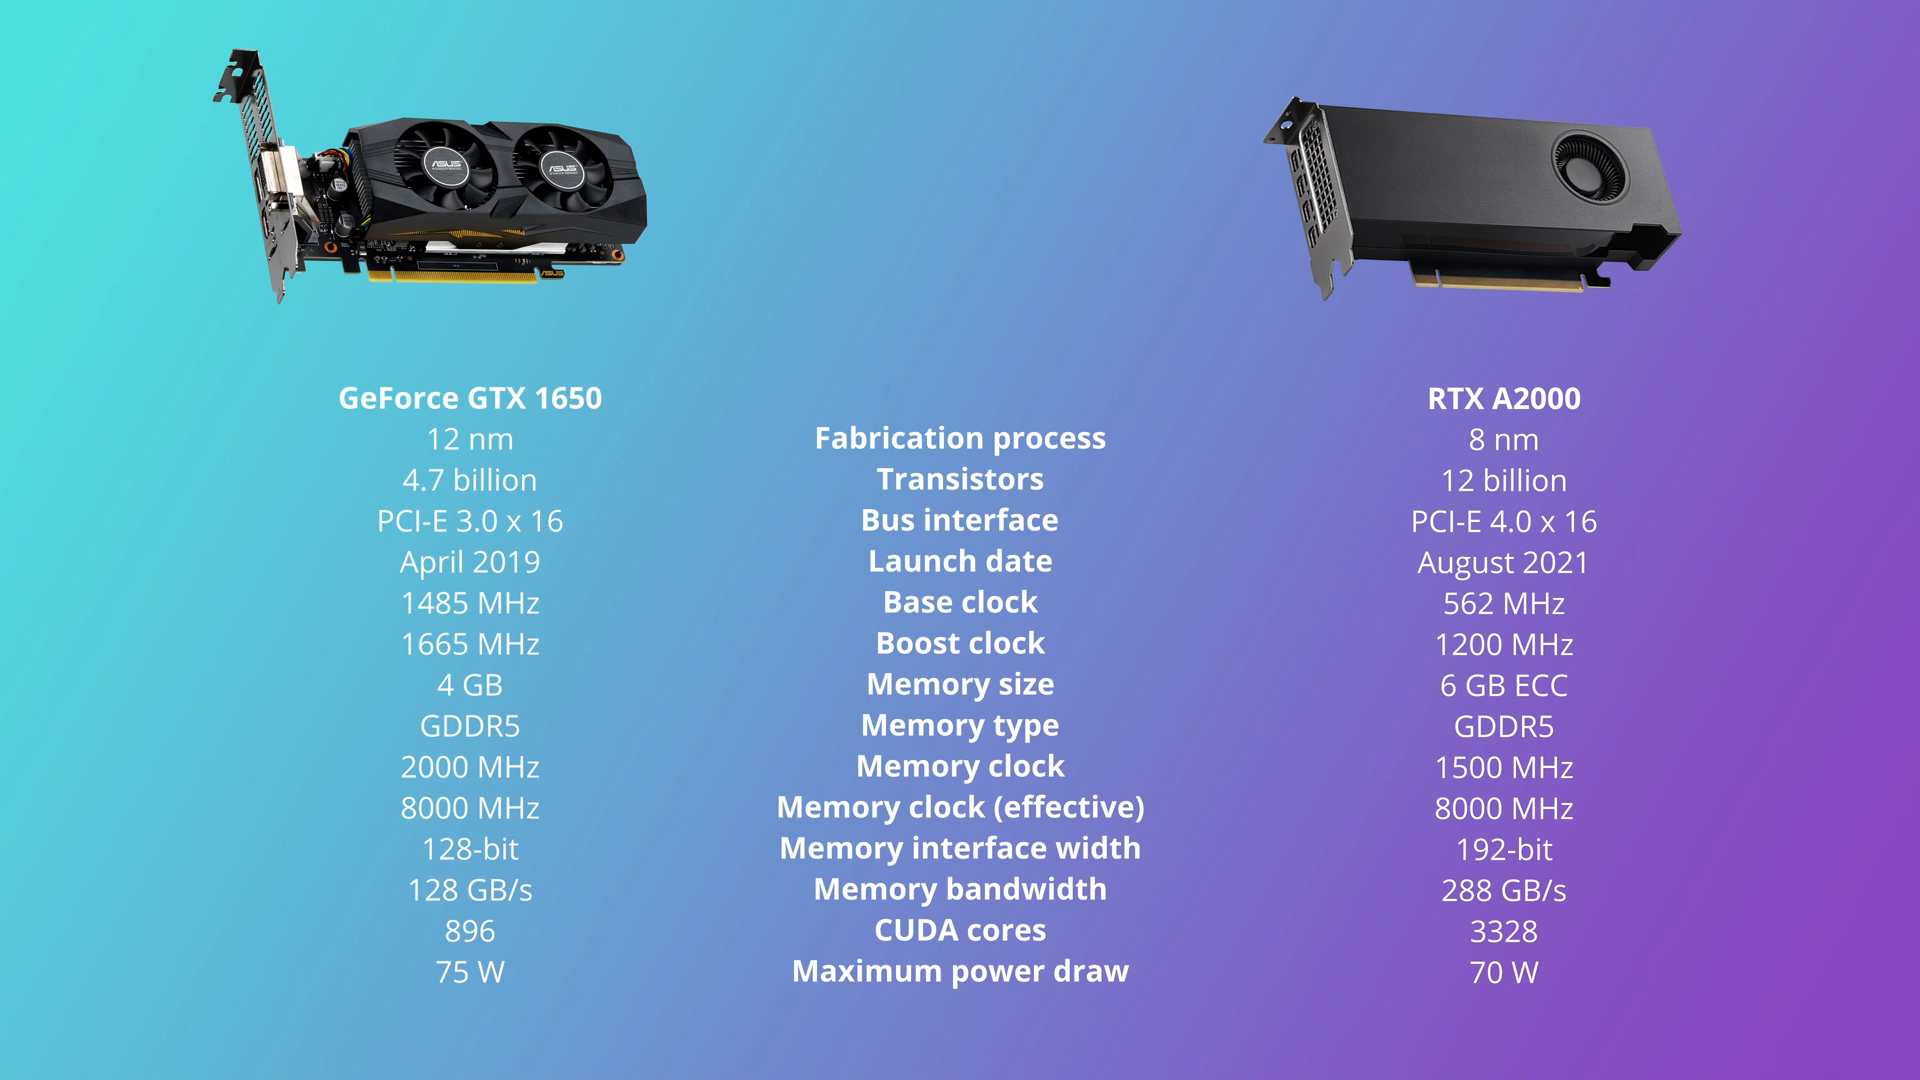 ASUS
ASUS
ASUS
GeForce GTX 1650
12 nm
4.7 billion
PCI-E 3.0 x 16
April 2019
1485 MHz
1665 MHz
4 GB
GDDR5
2000 MHz
8000 MHz
128-bit
128 GB/s
896
75 W
Fabrication process
Transistors
Bus interface
Launch date
Base clock
Boost clock
Memory size
Memory type
Memory clock
Memory clock (effective)
Memory interface width
Memory bandwidth
CUDA cores
Maximum power draw
RTX A2000
8 nm
12 billion
PCI-E 4.0 x 16
August 2021
562 MHz
1200 MHz
6 GB ECC
GDDR5
1500 MHz
8000 MHz
192-bit
288 GB/s
3328
70 W